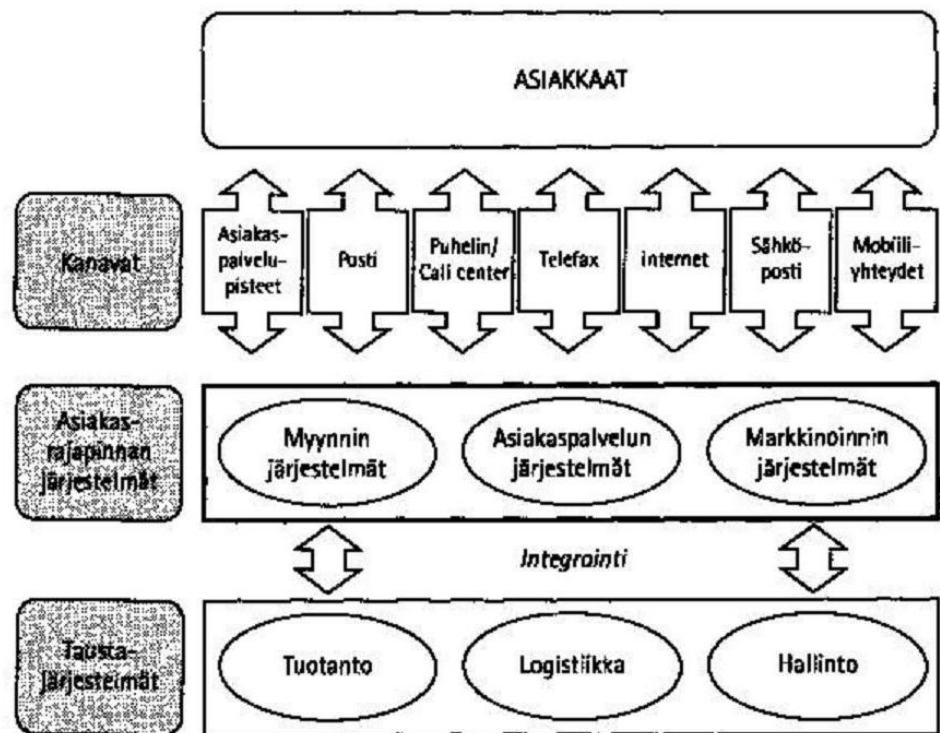 ASIAKKAAT
Kanavat
Asiakas-
palvelu-
pisteet
Posti
Puhelin/
Call center
Telefax
internet
Sähkö-
posti
Mobiili-
yhteydet
Asiakas-
rajapinnan
järjestelmät
Myynnin
järjestelmät
Asiakaspalvelun
järjestelmät
Markkinoinnin
järjestelmät
Integrointi
Tausta-
järjestelmät
Tuotanto
Logistiikka
Hallinto